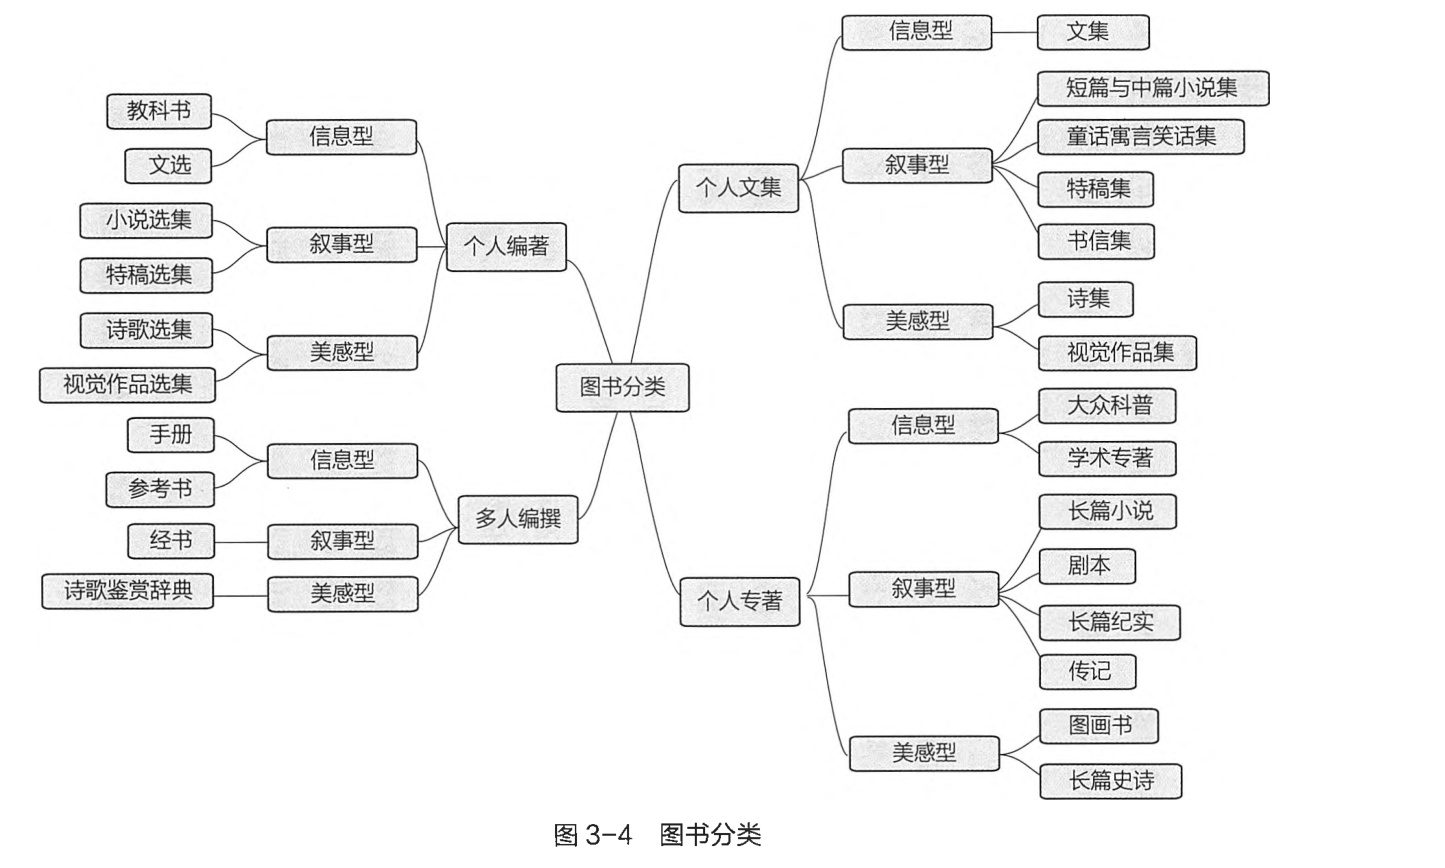 图书分类
个人文集
信息型
文集
叙事型
短篇与中篇小说集
童话寓言笑话集
特稿集
书信集
美感型
诗集
视觉作品集
个人专著
信息型
大众科普
学术专著
叙事型
长篇小说
剧本
长篇纪实
传记
美感型
图画书
长篇史诗
个人编著
信息型
教科书
文选
叙事型
小说选集
特稿选集
美感型
诗歌选集
视觉作品选集
多人编撰
信息型
手册
参考书
叙事型
经书
美感型
诗歌鉴赏辞典
图 3-4 图书分类